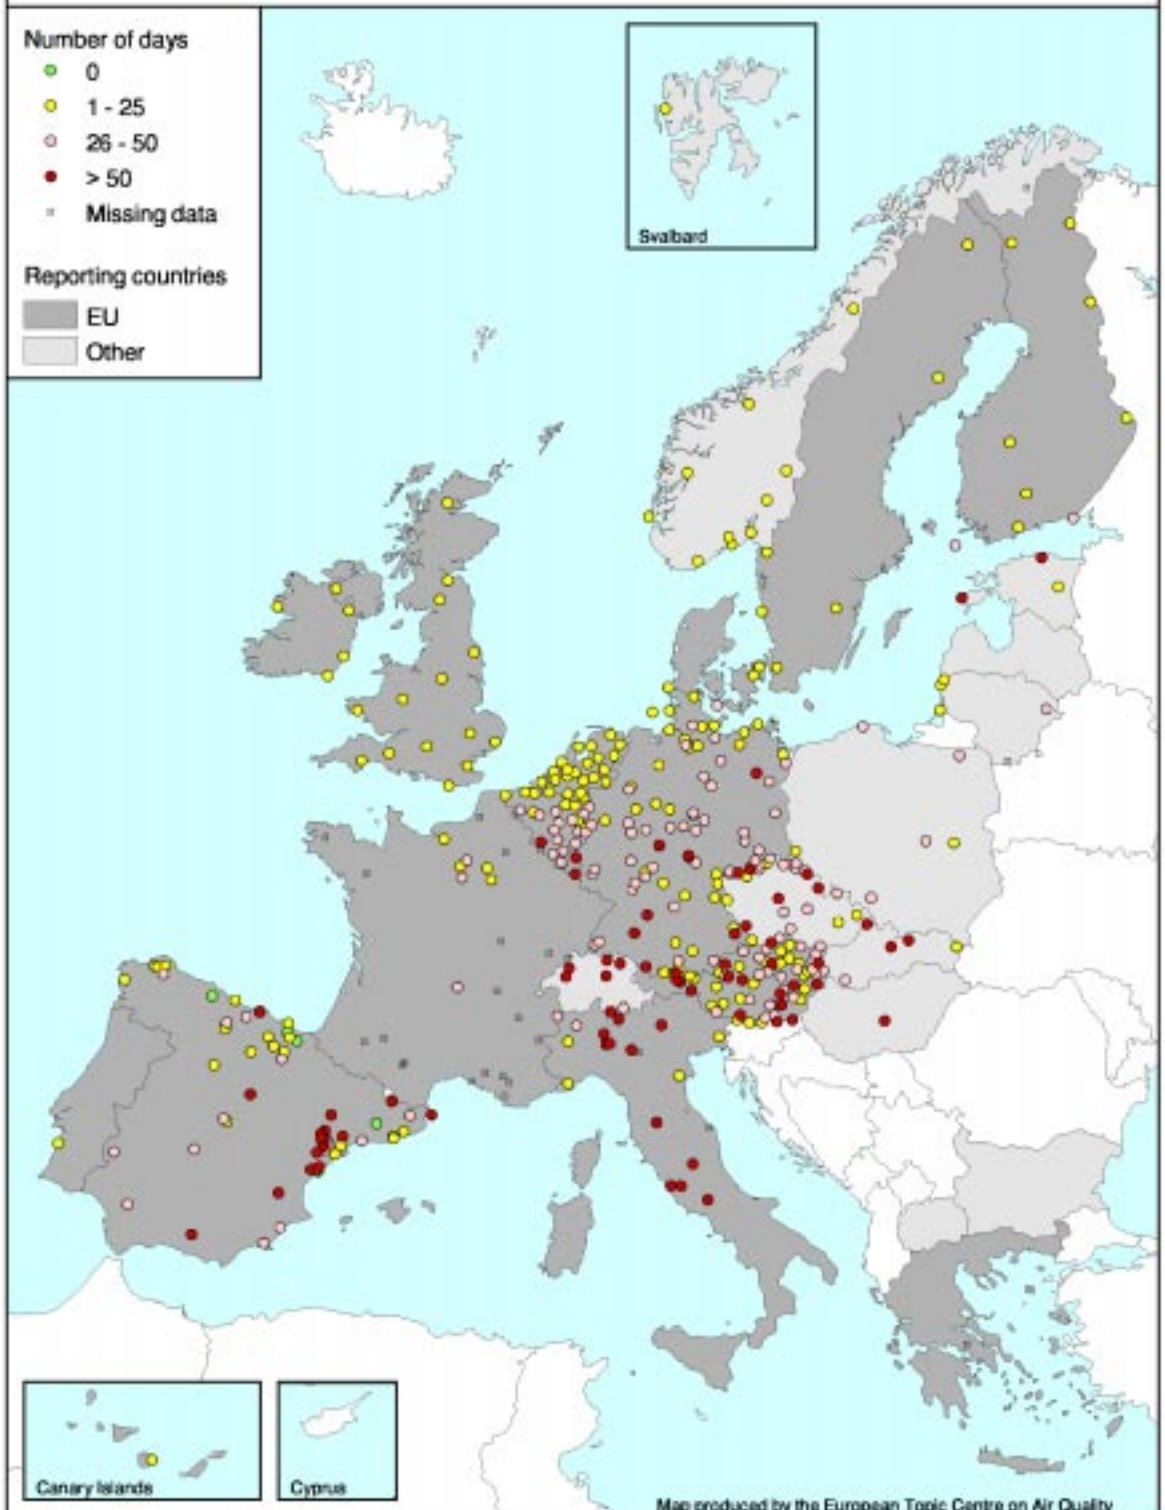 Number of days
0
1 - 25
26 - 50
> 50
Missing data
Reporting countries
EU
Other
Svalbard
Canary Islands
Cyprus
Map produced by the European Topic Centre on Air Quality